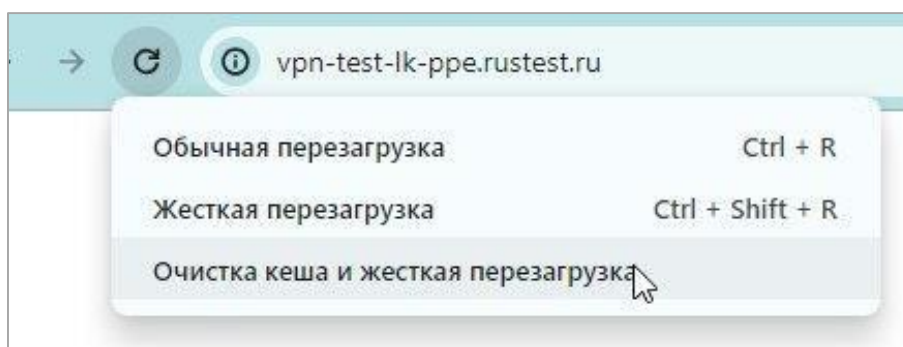 vpn-test-lk-ppe.rustest.ru
Обычная перезагрузка Ctrl + R
Жесткая перезагрузка Ctrl + Shift + R
Очистка кеша и жесткая перезагрузка